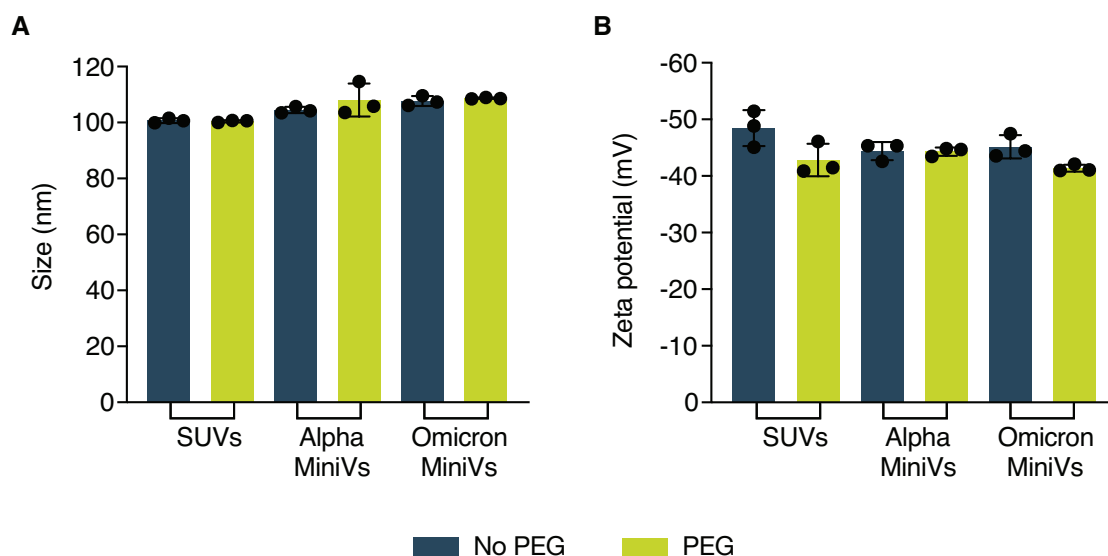 A
Size (nm)
120
100
80
60
40
20
0
SUVs
Alpha
MiniVs
Omicron
MiniVs
B
Zeta potential (mV)
-60
-50
-40
-30
-20
-10
-0
SUVs
Alpha
MiniVs
Omicron
MiniVs
No PEG
PEG